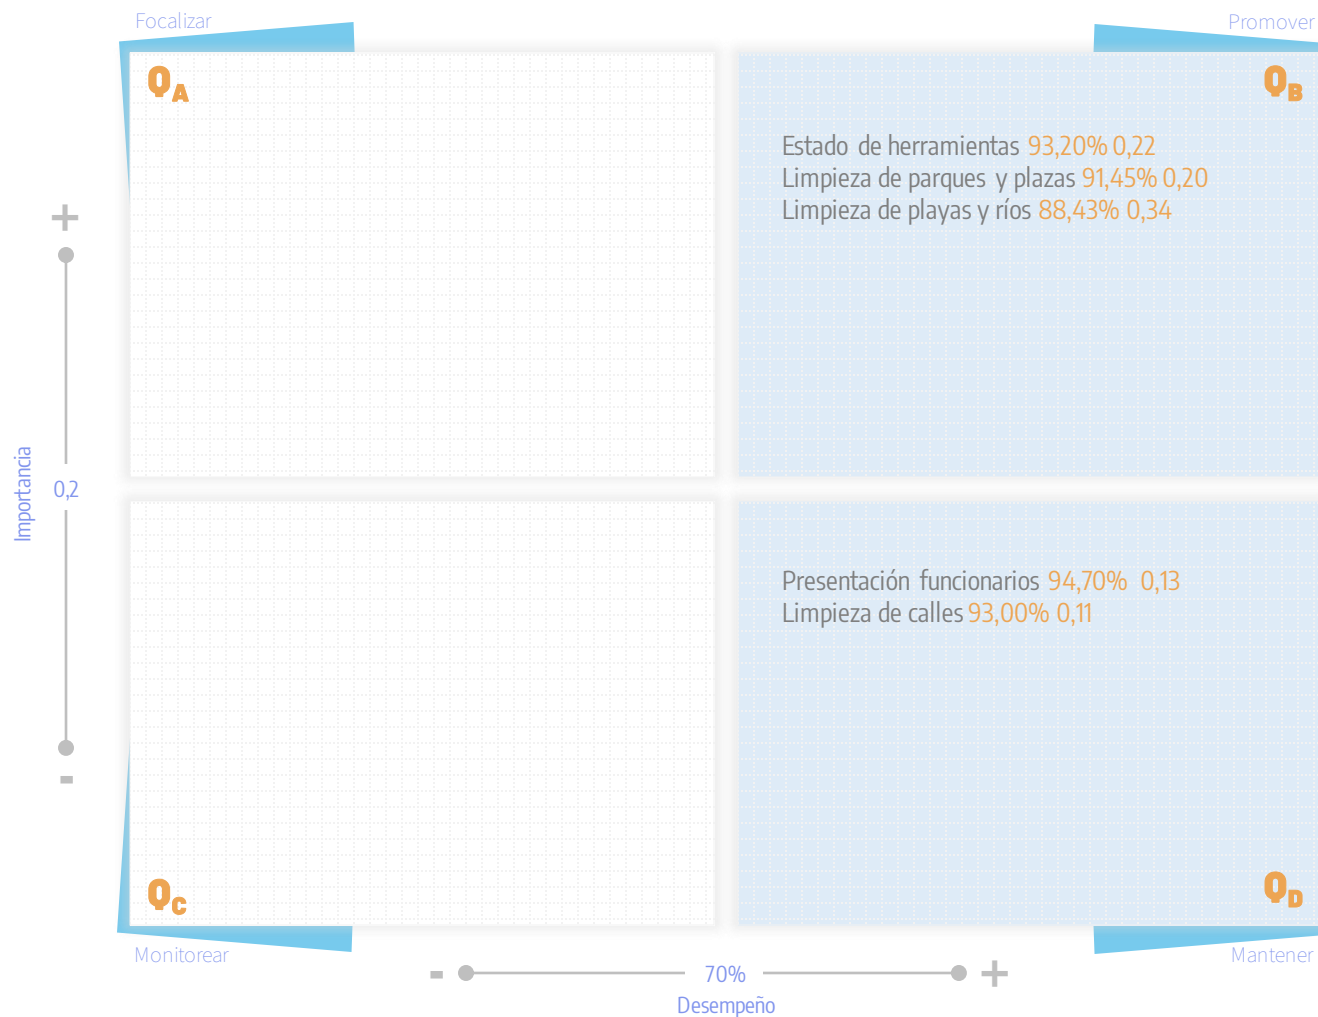 Focalizar
Promover
QA
QB
Estado de herramientas 93,20% 0,22
Limpieza de parques y plazas 91,45% 0,20
Limpieza de playas y ríos 88,43% 0,34
+
Importancia
0,2
Presentación funcionarios 94,70% 0,13
Limpieza de calles 93,00% 0,11
-
QC
QD
Monitorear
Mantener
- 70% +
Desempeño